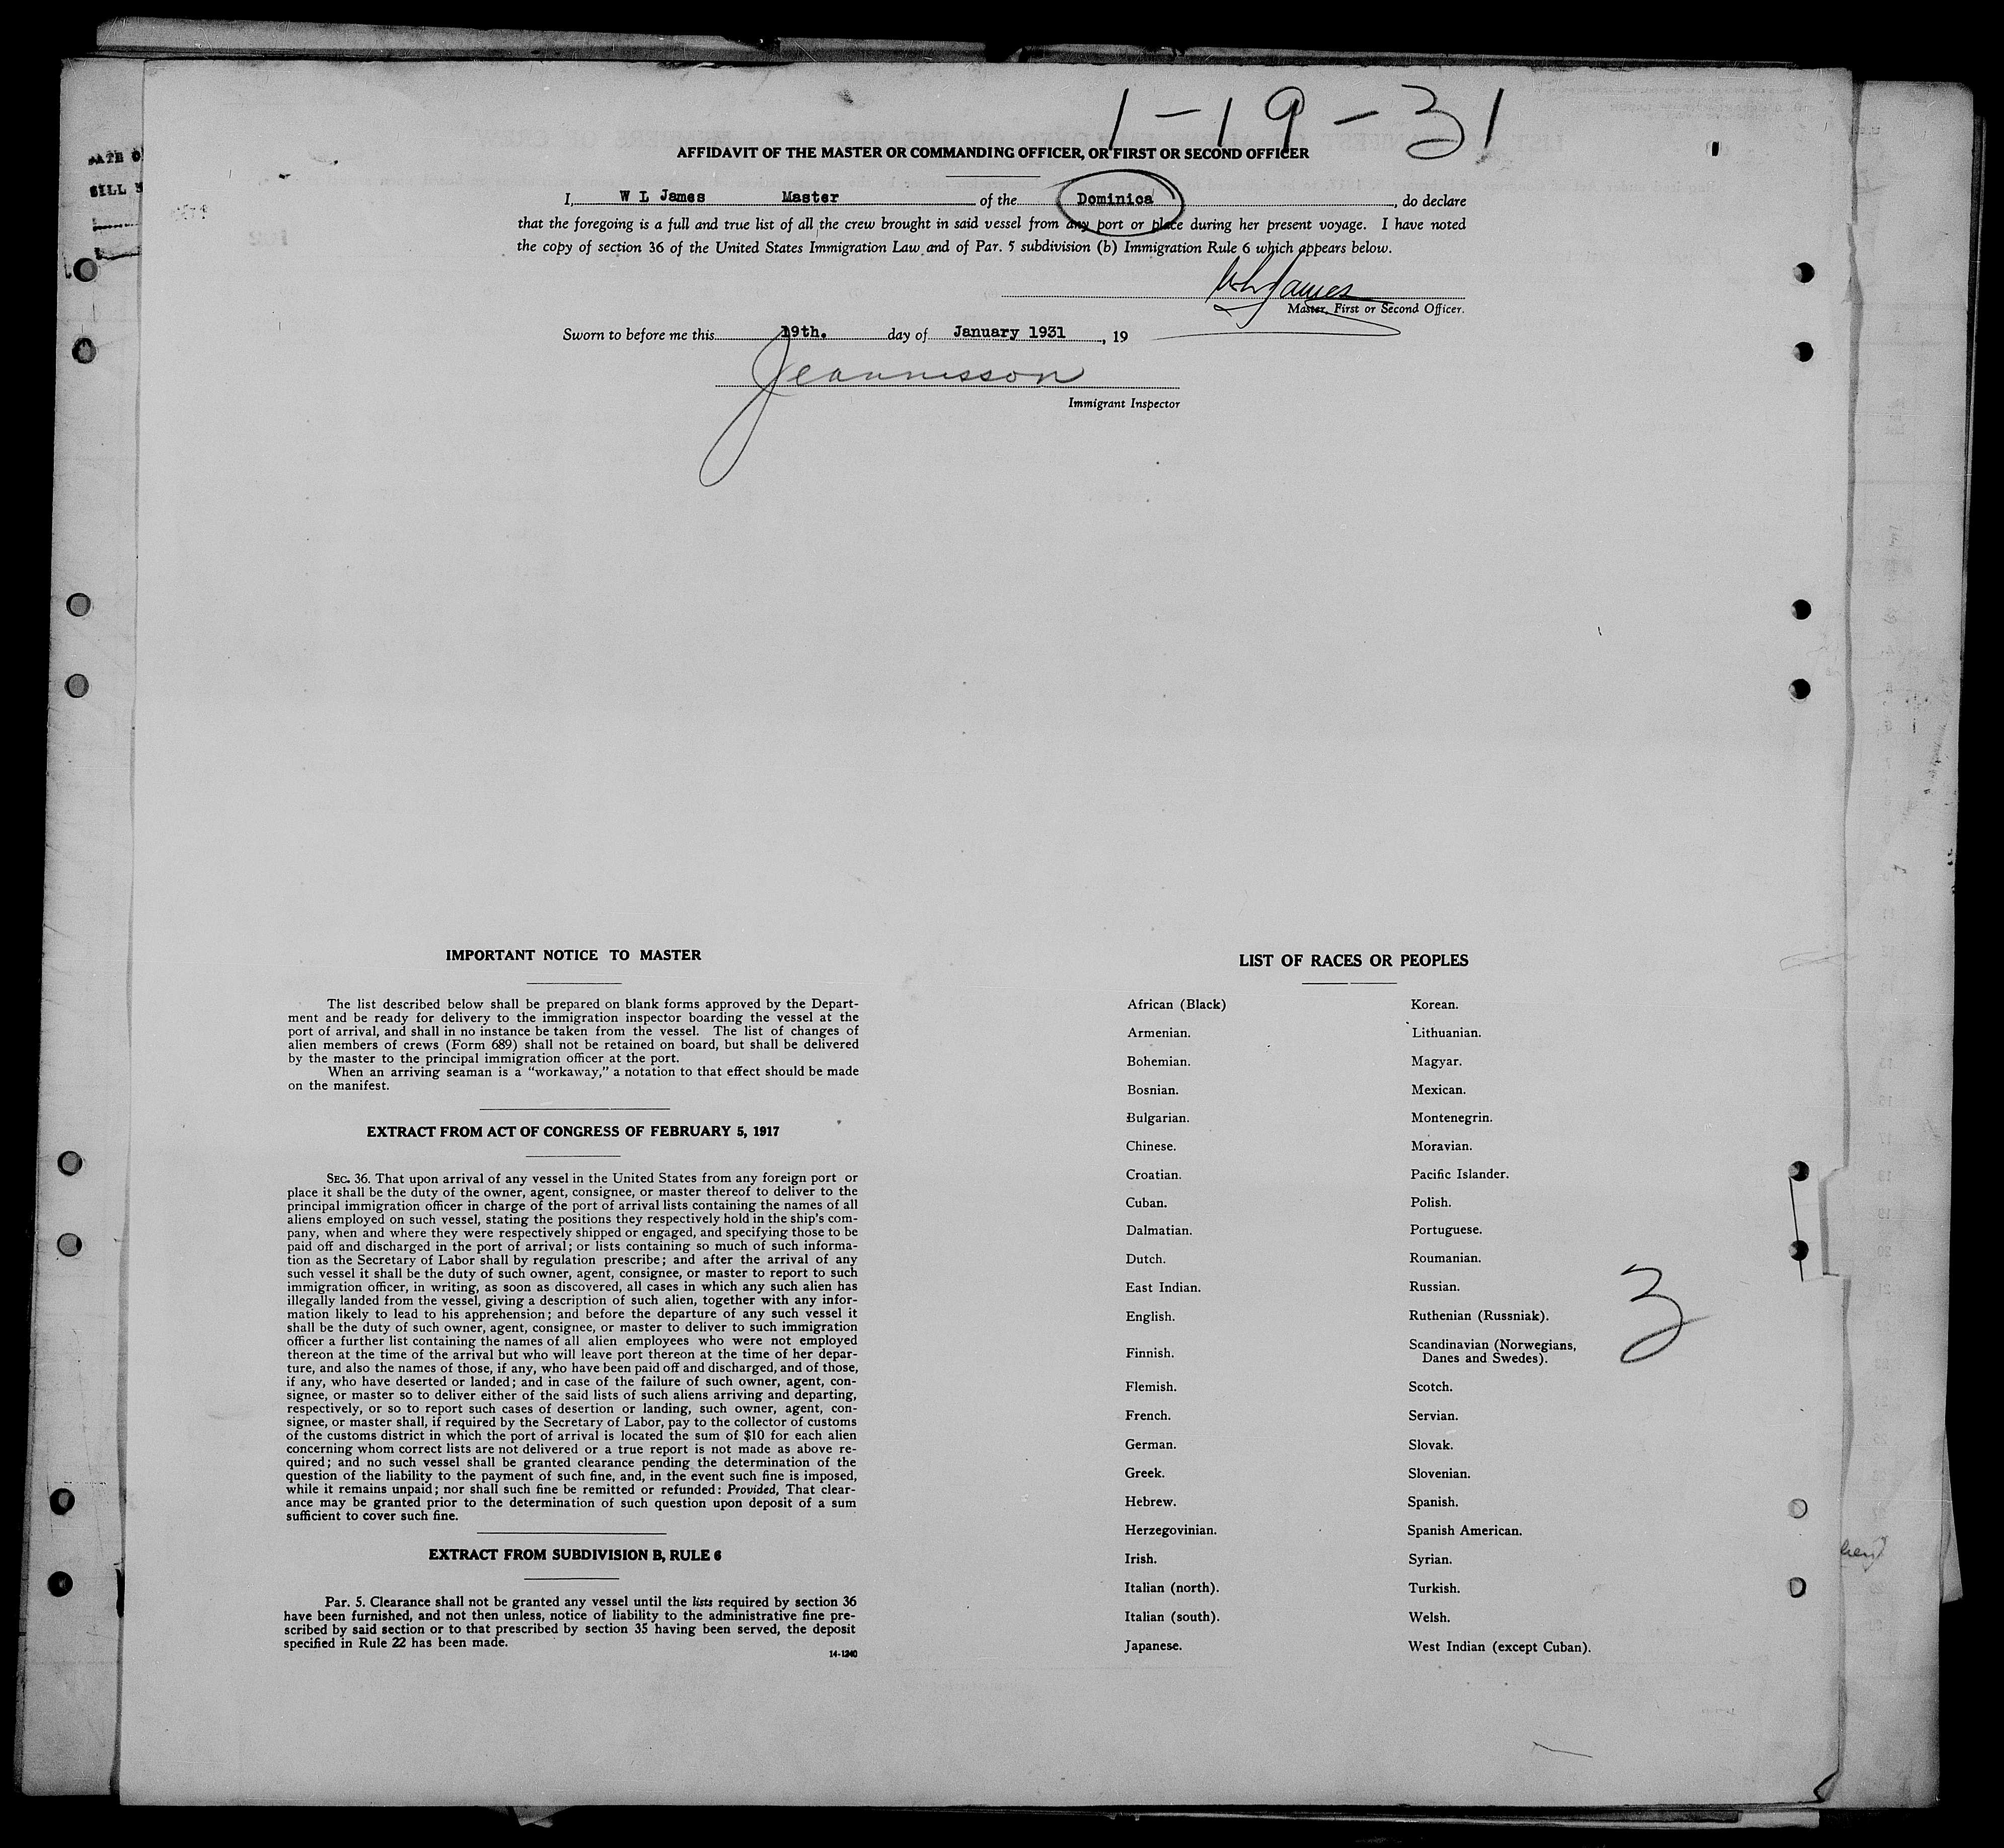 1-19-31
AFFIDAVIT OF THE MASTER OR COMMANDING OFFICER, OR FIRST OR SECOND OFFICER
I, W L James Master of the Dominica, do declare
that the foregoing is a full and true list of all the crew brought in said vessel from any port or place during her present voyage. I have noted
the copy of section 36 of the United States Immigration Law and of Par. 5 subdivision (b) Immigration Rule 6 which appears below.
W L James
Master, First or Second Officer.
Sworn to before me this 19th. day of January 1931, 19
Immigrant Inspector
IMPORTANT NOTICE TO MASTER
The list described below shall be prepared on blank forms approved by the Depart-
ment and be ready for delivery to the immigration inspector boarding the vessel at the
port of arrival, and shall in no instance be taken from the vessel. The list of changes of
alien members of crews (Form 689) shall not be retained on board, but shall be delivered
by the master to the principal immigration officer at the port.
When an arriving seaman is a "workaway," a notation to that effect should be made
on the manifest.
EXTRACT FROM ACT OF CONGRESS OF FEBRUARY 5, 1917
SEC. 36. That upon arrival of any vessel in the United States from any foreign port or
place it shall be the duty of the owner, agent, consignee, or master thereof to deliver to the
principal immigration officer in charge of the port of arrival lists containing the names of all
aliens employed on such vessel, stating the positions they respectively hold in the ship's com-
pany, when and where they were respectively shipped or engaged, and specifying those to be
paid off and discharged in the port of arrival; or lists containing so much of such informa-
tion as the Secretary of Labor shall by regulation prescribe; and after the arrival of any
such vessel it shall be the duty of such owner, agent, consignee, or master to report to such
immigration officer, in writing, as soon as discovered, all cases in which any such alien has
illegally landed from the vessel, giving a description of such alien, together with any infor-
mation likely to lead to his apprehension; and before the departure of any such vessel it
shall be the duty of such owner, agent, consignee, or master to deliver to such immigration
officer a further list containing the names of all alien employees who were not employed
thereon at the time of the arrival but who will leave port thereon at the time of her depar-
ture, and also the names of those, if any, who have been paid off and discharged, and of those,
if any, who have deserted or landed; and in case of the failure of such owner, agent, con-
signee, or master so to deliver either of the said lists of such aliens arriving and departing,
respectively, or so to report such cases of desertion or landing, such owner, agent, con-
signee, or master shall, if required by the Secretary of Labor, pay to the collector of customs
of the customs district in which the port of arrival is located the sum of $10 for each alien
concerning whom correct lists are not delivered or a true report is not made as above re-
quired; and no such vessel shall be granted clearance pending the determination of the
question of the liability to the payment of such fine, and, in the event such fine is imposed,
while it remains unpaid; nor shall such fine be remitted or refunded: Provided, That clear-
ance may be granted prior to the determination of such question upon deposit of a sum
sufficient to cover such fine.
EXTRACT FROM SUBDIVISION B, RULE 6
Par. 5. Clearance shall not be granted any vessel until the lists required by section 36
have been furnished, and not then unless, notice of liability to the administrative fine pre-
scribed by said section or to that prescribed by section 35 having been served, the deposit
specified in Rule 22 has been made.
14-1240
LIST OF RACES OR PEOPLES
African (Black)
Armenian.
Bohemian.
Bosnian.
Bulgarian.
Chinese.
Croatian.
Cuban.
Dalmatian.
Dutch.
East Indian.
English.
Finnish.
Flemish.
French.
German.
Greek.
Hebrew.
Herzegovinian.
Irish.
Italian (north).
Italian (south).
Japanese.
Korean.
Lithuanian.
Magyar.
Mexican.
Montenegrin.
Moravian.
Pacific Islander.
Polish.
Portuguese.
Roumanian.
Russian.
Ruthenian (Russniak).
Scandinavian (Norwegians,
Danes and Swedes).
Scotch.
Servian.
Slovak.
Slovenian.
Spanish.
Spanish American.
Syrian.
Turkish.
Welsh.
West Indian (except Cuban).
3